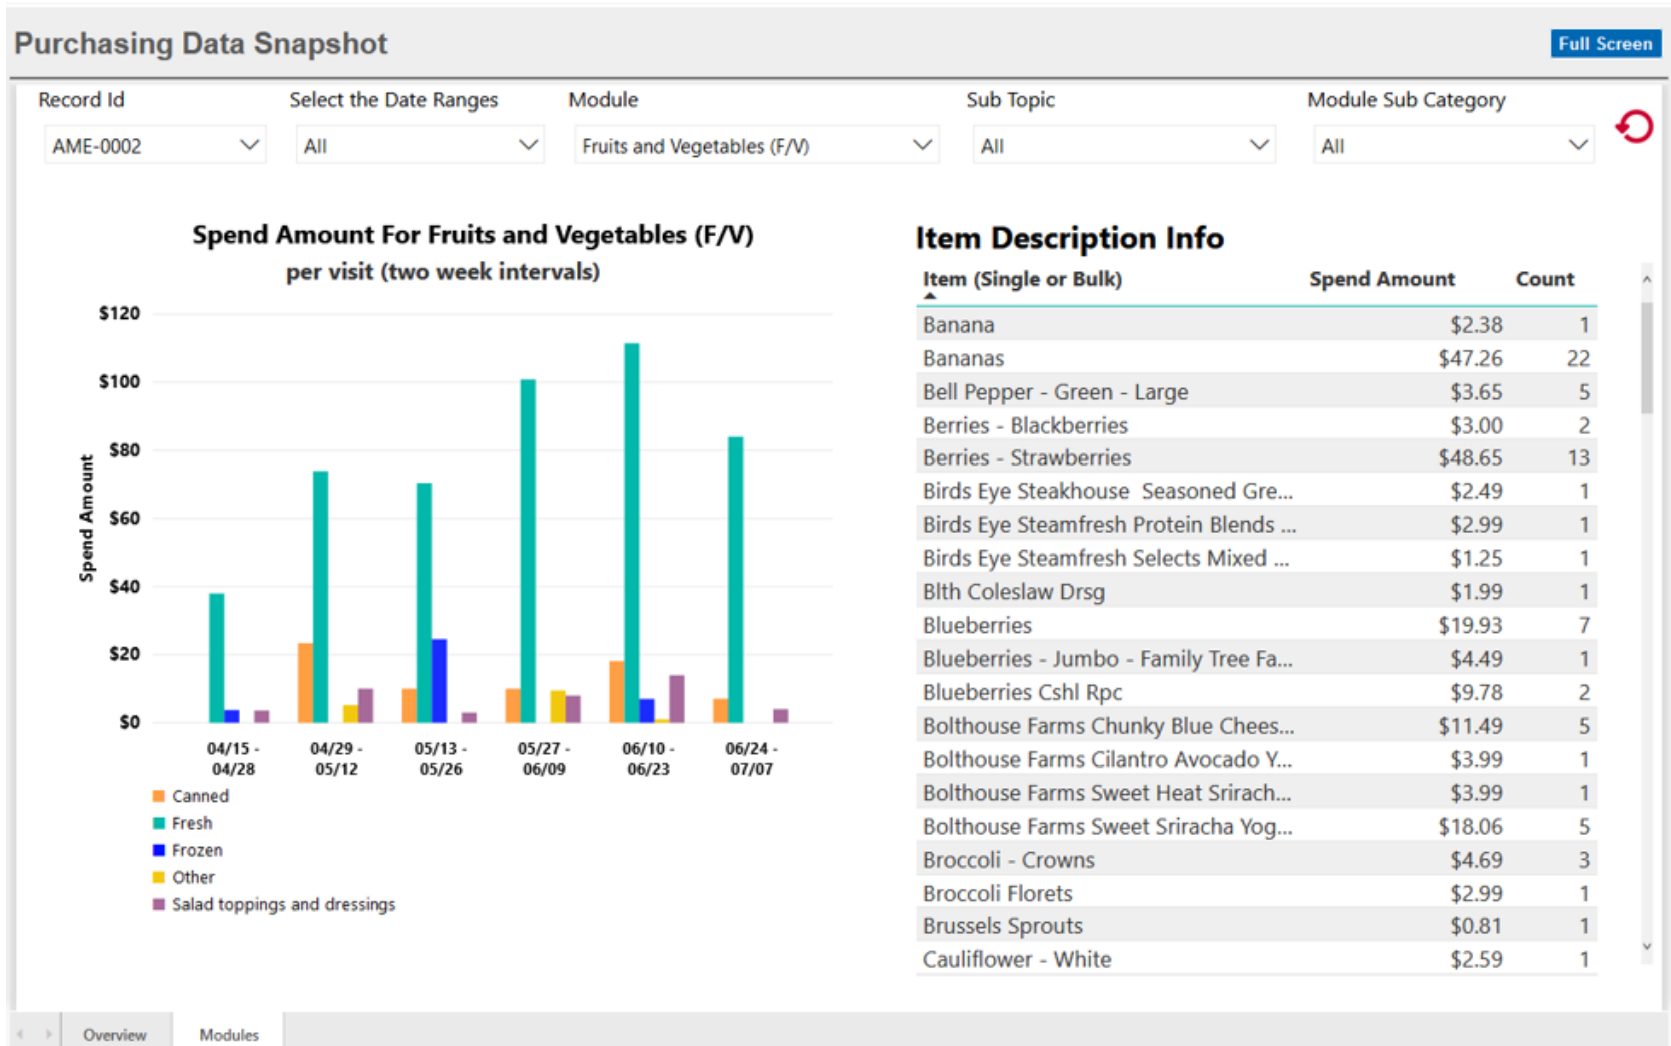 Purchasing Data Snapshot
Full Screen
Record Id
Select the Date Ranges
Module
Sub Topic
Module Sub Category
AME-0002
All
Fruits and Vegetables (F/V)
All
All
Spend Amount For Fruits and Vegetables (F/V)
per visit (two week intervals)
Spend Amount
$120
$100
$80
$60
$40
$20
$0
04/15 - 04/28
04/29 - 05/12
05/13 - 05/26
05/27 - 06/09
06/10 - 06/23
06/24 - 07/07
Canned
Fresh
Frozen
Other
Salad toppings and dressings
Item Description Info
Item (Single or Bulk) Spend Amount Count
Banana $2.38 1
Bananas $47.26 22
Bell Pepper - Green - Large $3.65 5
Berries - Blackberries $3.00 2
Berries - Strawberries $48.65 13
Birds Eye Steakhouse  Seasoned Gre... $2.49 1
Birds Eye Steamfresh Protein Blends ... $2.99 1
Birds Eye Steamfresh Selects Mixed ... $1.25 1
Blth Coleslaw Drsg $1.99 1
Blueberries $19.93 7
Blueberries - Jumbo - Family Tree Fa... $4.49 1
Blueberries Cshl Rpc $9.78 2
Bolthouse Farms Chunky Blue Chees... $11.49 5
Bolthouse Farms Cilantro Avocado Y... $3.99 1
Bolthouse Farms Sweet Heat Srirach... $3.99 1
Bolthouse Farms Sweet Sriracha Yog... $18.06 5
Broccoli - Crowns $4.69 3
Broccoli Florets $2.99 1
Brussels Sprouts $0.81 1
Cauliflower - White $2.59 1
Overview
Modules